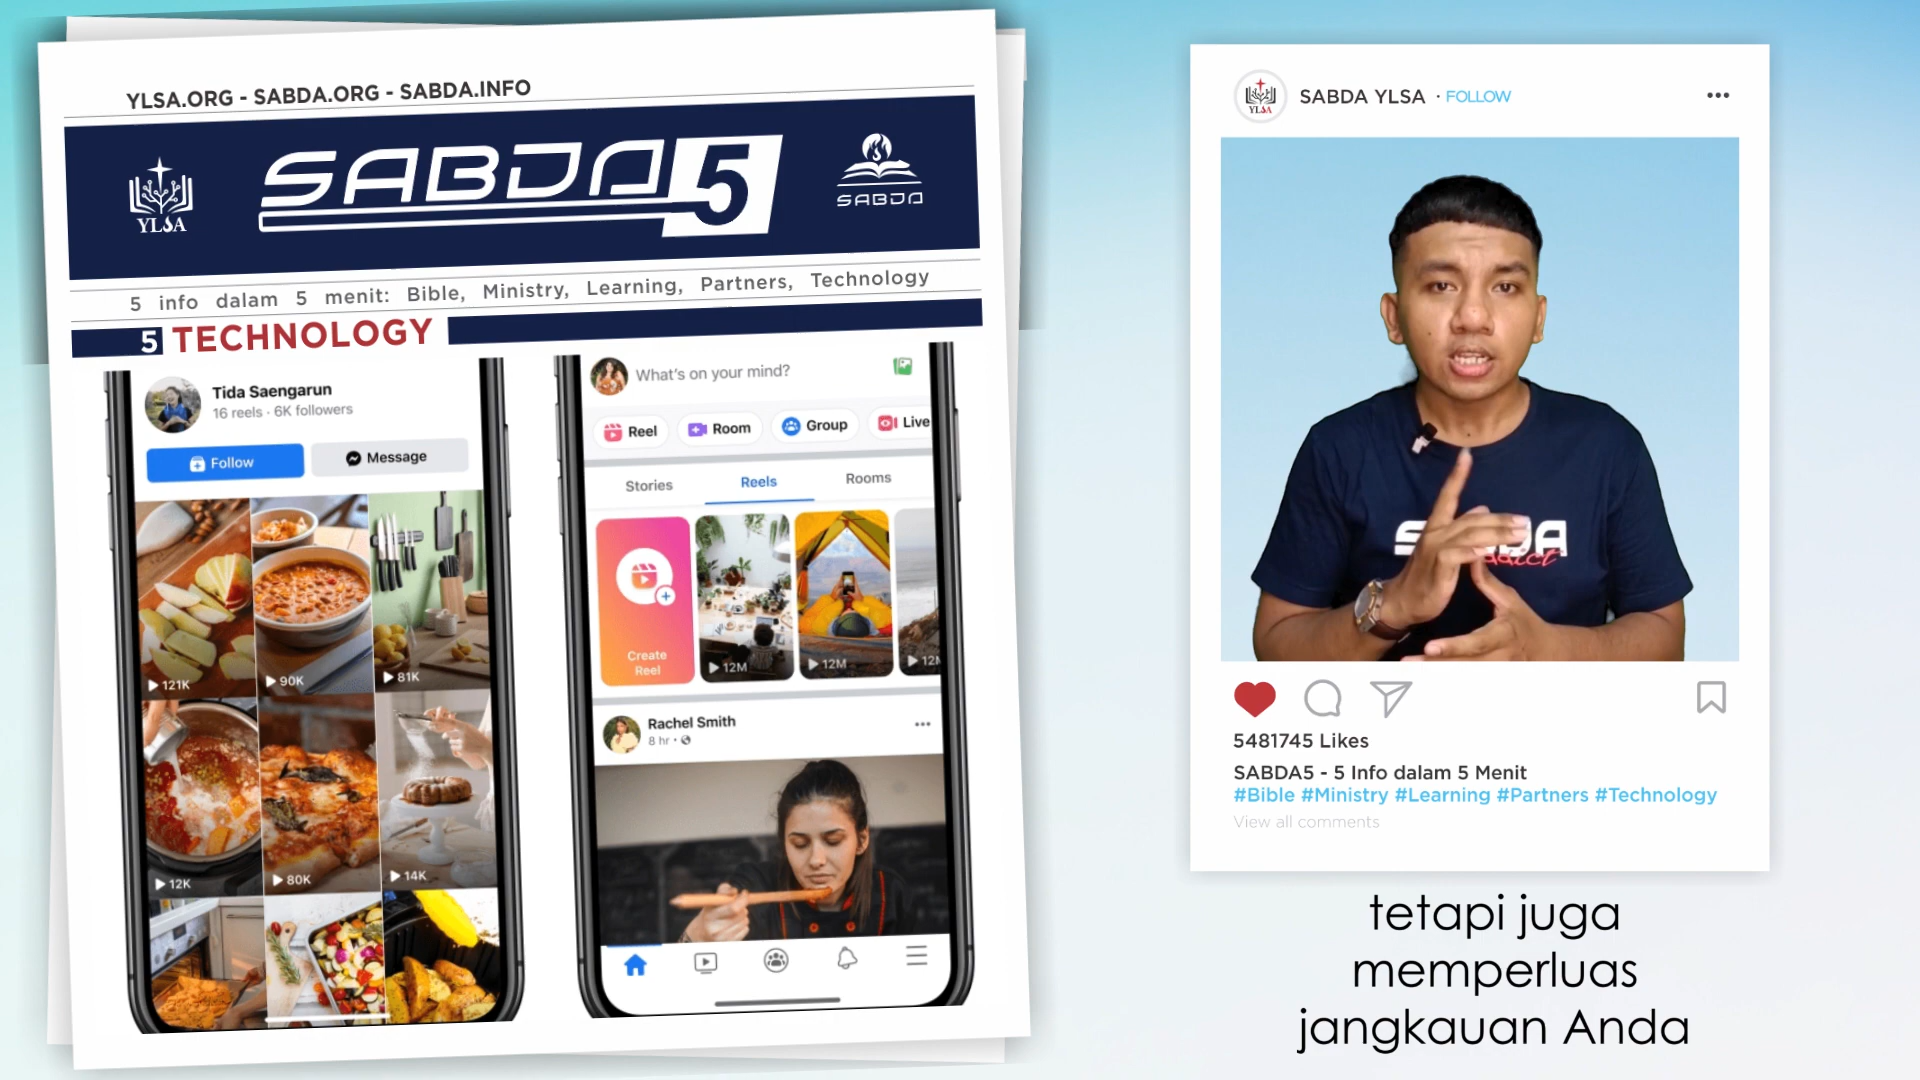 YLSA.ORG - SABDA.ORG - SABDA.INFO
YLSA
SABDA 5
SABDA
5 info dalam 5 menit: Bible, Ministry, Learning, Partners, Technology
5 TECHNOLOGY
Tida Saengarun
16 reels · 6K followers
Follow
Message
121K
90K
81K
12K
80K
14K
What's on your mind?
Reel
Room
Group
Live
Stories
Reels
Rooms
Create
Reel
12M
12M
Rachel Smith
8 hr
YLSA
SABDA YLSA · FOLLOW
5481745 Likes
SABDA5 - 5 Info dalam 5 Menit
#Bible #Ministry #Learning #Partners #Technology
View all comments
tetapi juga
memperluas
jangkauan Anda